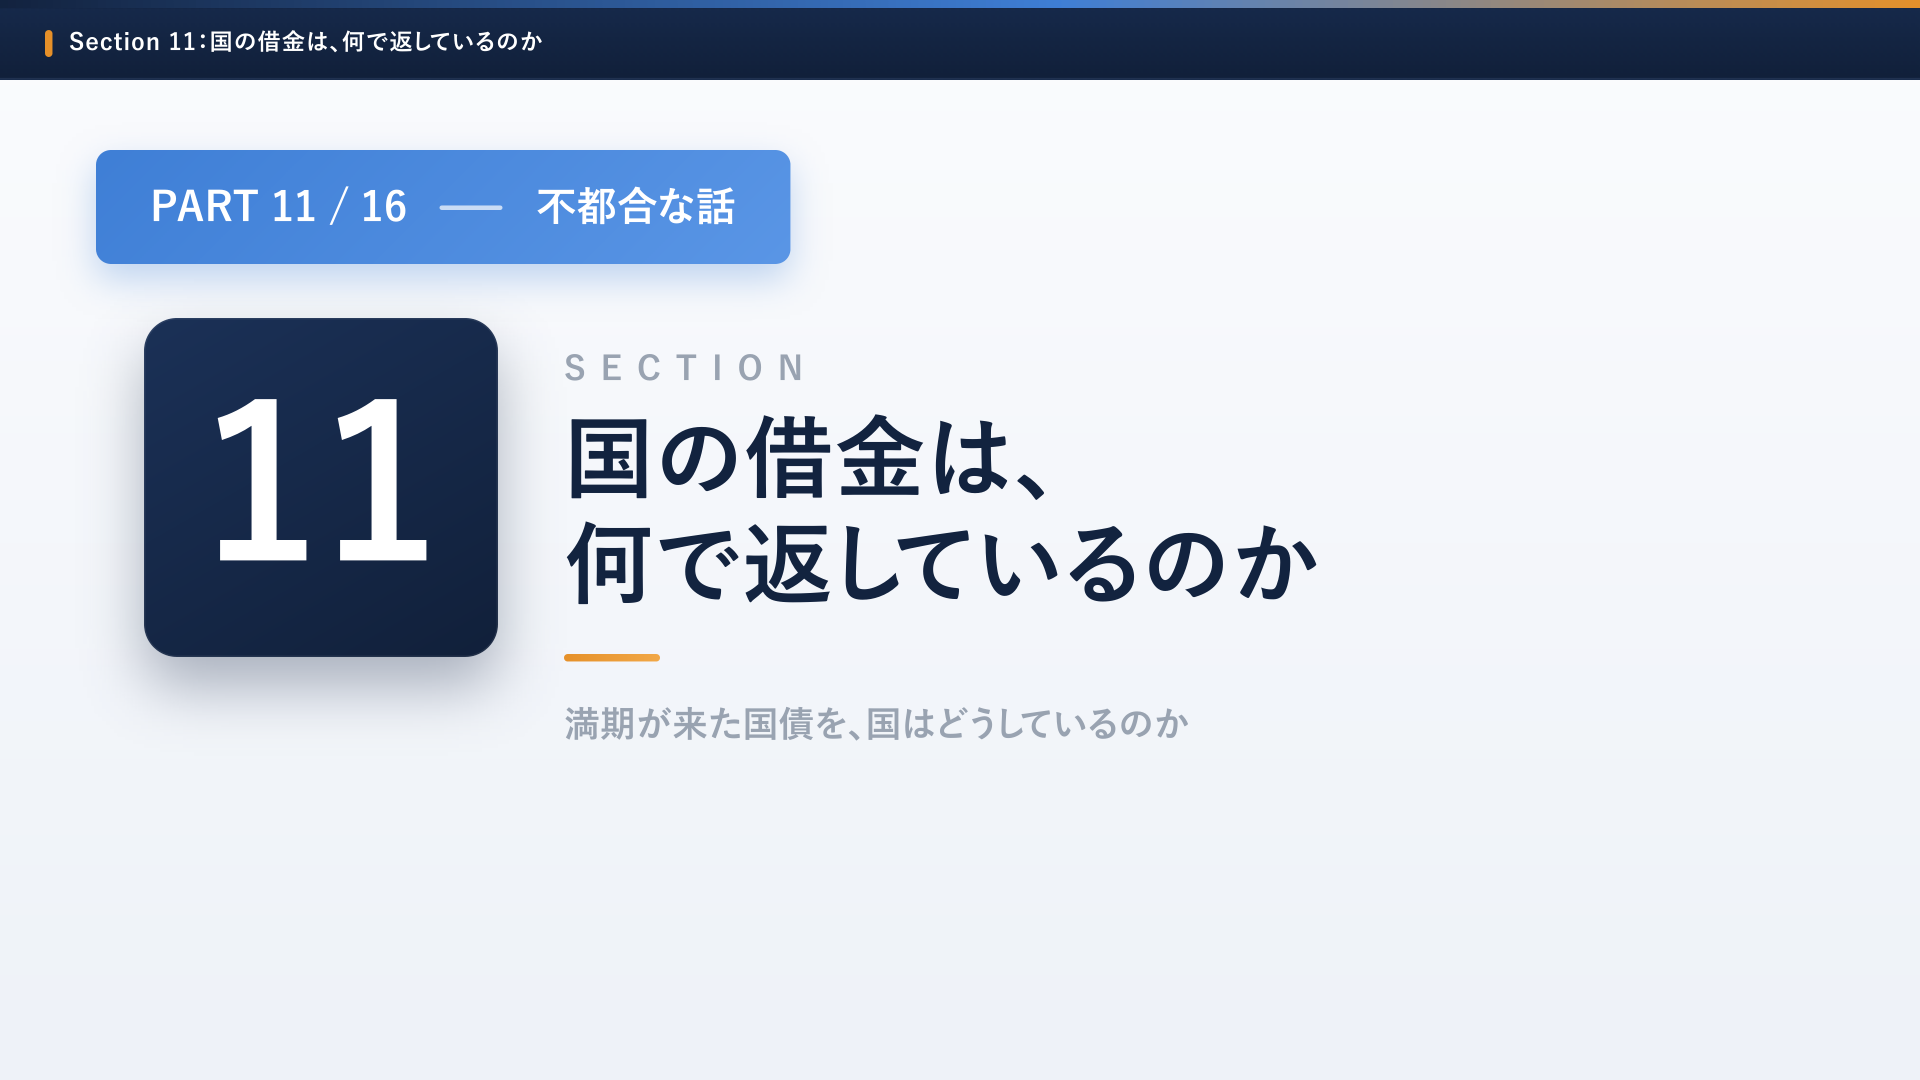 Section 11：国の借金は、何で返しているのか
PART 11 / 16 — 不都合な話
11
SECTION
国の借金は、
何で返しているのか
満期が来た国債を、国はどうしているのか